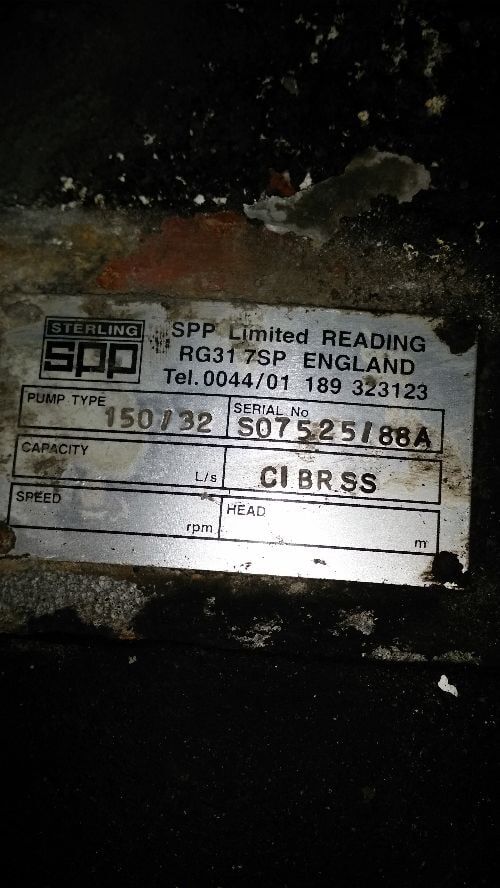 STERLING
SPP
SPP Limited READING
RG31 7SP ENGLAND
Tel. 0044/01 189 323123
PUMP TYPE 150/32
SERIAL No S07525/88A
CAPACITY L/s
CI BR SS
SPEED rpm
HEAD m